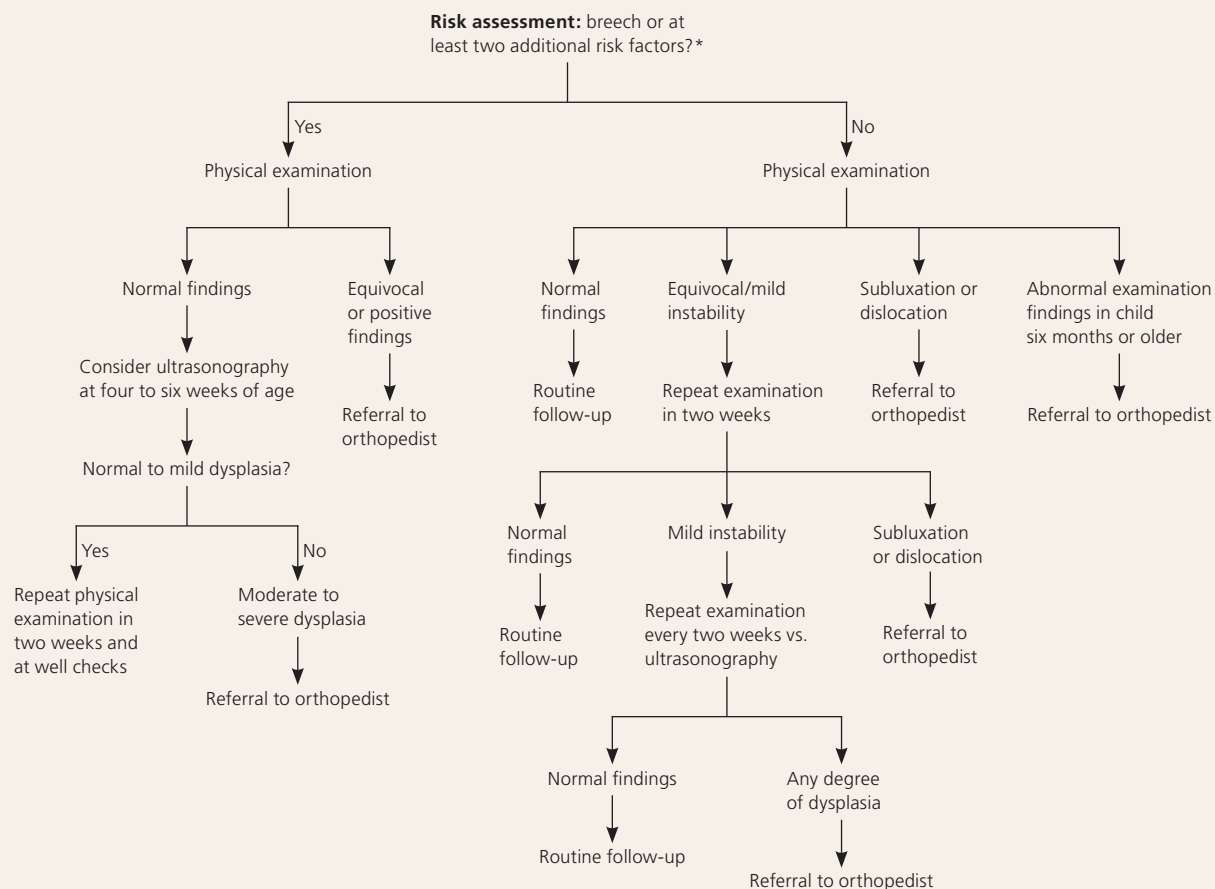 Risk assessment: breech or at
least two additional risk factors?*
Yes
No
Physical examination
Physical examination
Normal findings
Equivocal
or positive
findings
Normal
findings
Equivocal/mild
instability
Subluxation or
dislocation
Abnormal examination
findings in child
six months or older
Consider ultrasonography
at four to six weeks of age
Referral to
orthopedist
Routine
follow-up
Repeat examination
in two weeks
Referral to
orthopedist
Referral to orthopedist
Normal to mild dysplasia?
Yes
No
Repeat physical
examination in
two weeks and
at well checks
Moderate to
severe dysplasia
Referral to orthopedist
Normal
findings
Mild instability
Subluxation
or dislocation
Routine
follow-up
Repeat examination
every two weeks vs.
ultrasonography
Referral to
orthopedist
Normal findings
Any degree
of dysplasia
Routine follow-up
Referral to orthopedist